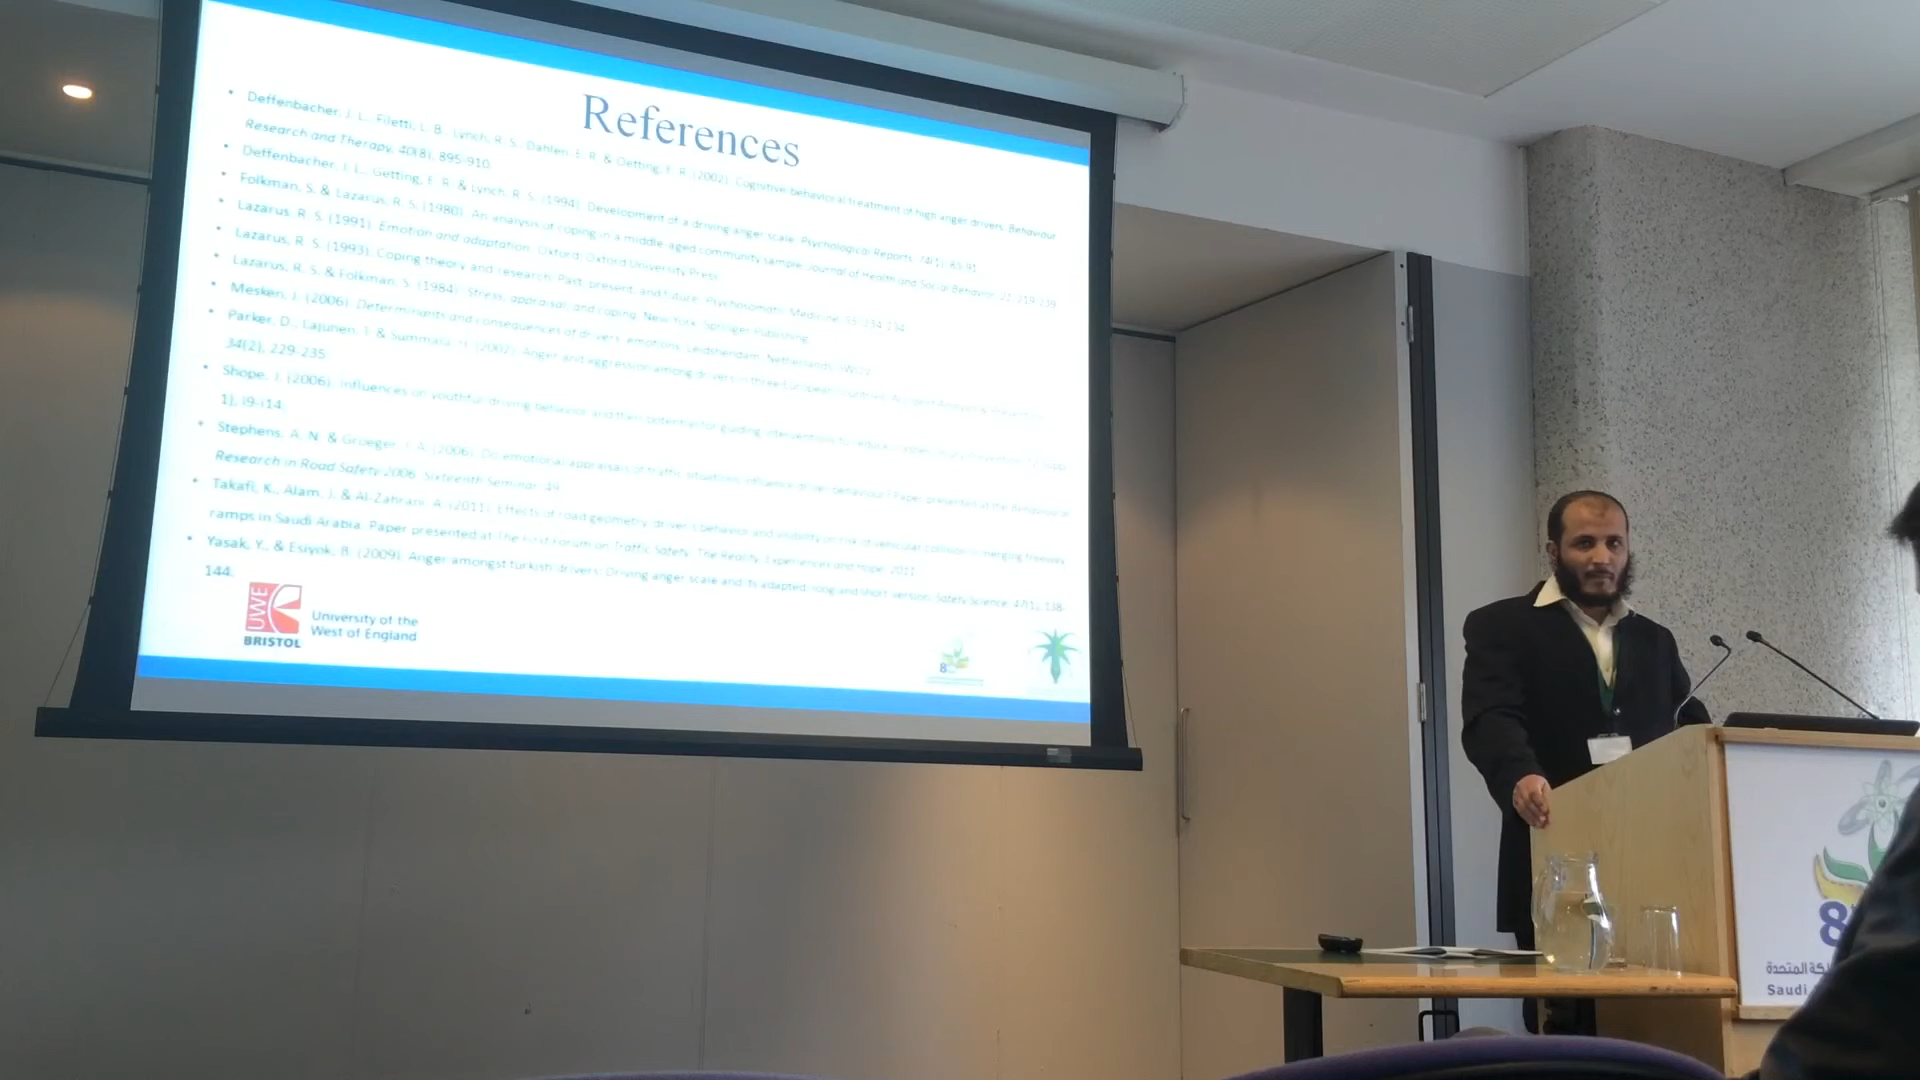 References
Deffenbacher, J. L., Filetti, L. B., Lynch, R. S., Dahlen, E. R. & Oetting, E. R. (2002). Cognitive-behavioral treatment of high anger drivers. Behaviour
Research and Therapy, 40(8), 895-910.
Deffenbacher, J. L., Getting, E. R. & Lynch, R. S. (1994). Development of a driving anger scale. Psychological Reports, 74(1), 83-91.
Folkman, S. & Lazarus, R. S. (1980). An analysis of coping in a middle-aged community sample. Journal of Health and Social Behavior, 21, 219-239.
Lazarus, R. S. (1991). Emotion and adaptation. Oxford: Oxford University Press.
Lazarus, R. S. (1993). Coping theory and research: Past, present, and future. Psychosomatic Medicine, 55, 234
Lazarus, R. S. & Folkman, S. (1984). Stress, appraisal, and coping. New York: Springer Publishing.
Mesken, J. (2006). Determinants and consequences of drivers' emotions. Leidshendam, Netherlands: SWOV.
Parker, D., Lajunen, T. & Summala, H. (2002). Anger and aggression among drivers in three European countries. Accident Analysis & Prevention,
34(2), 229-235.
Shope, J. (2006). Influences on youthful driving behavior and their potential for guiding interventions to reduce crashes. Injury Prevention,
1), i9-i14.
Stephens, A. N. & Groeger, J. A. (2006). Do emotional appraisals of traffic situations influence driver behaviour? Paper presented at the Behavioural
Research in Road Safety 2006: Sixteenth Seminar, 49.
Takafi, K., Alam, J. & Al-Zahrani, A. (2011). Effects of road geometry, driver's behavior and visibility on risk of vehicular collision in merging freeway
ramps in Saudi Arabia. Paper presented at The First Forum on Traffic Safety, The Reality, Experiences and Hope, 2011.
Yasak, Y., & Esiyok, B. (2009). Anger amongst turkish drivers: Driving anger scale and its adapted, long and short version. Safety Science, 47(1), 138-
144.
UWE
BRISTOL
University of the
West of England
8
8
المتحدة
Saudi